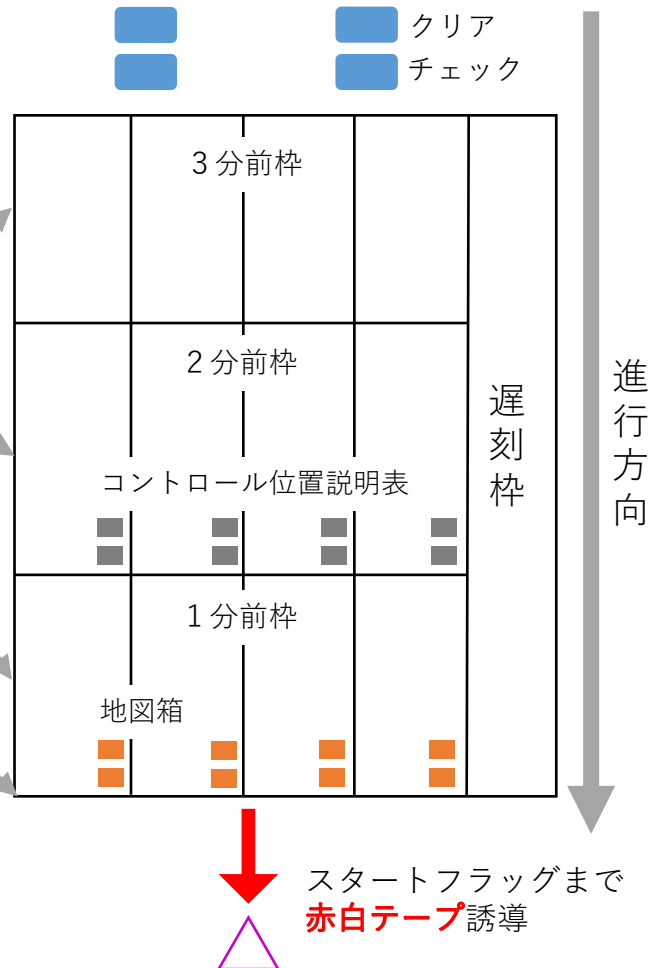 クリア
チェック
３分前枠
２分前枠
コントロール位置説明表
遅刻枠
進行方向
１分前枠
地図箱
スタートフラッグまで
赤白テープ誘導